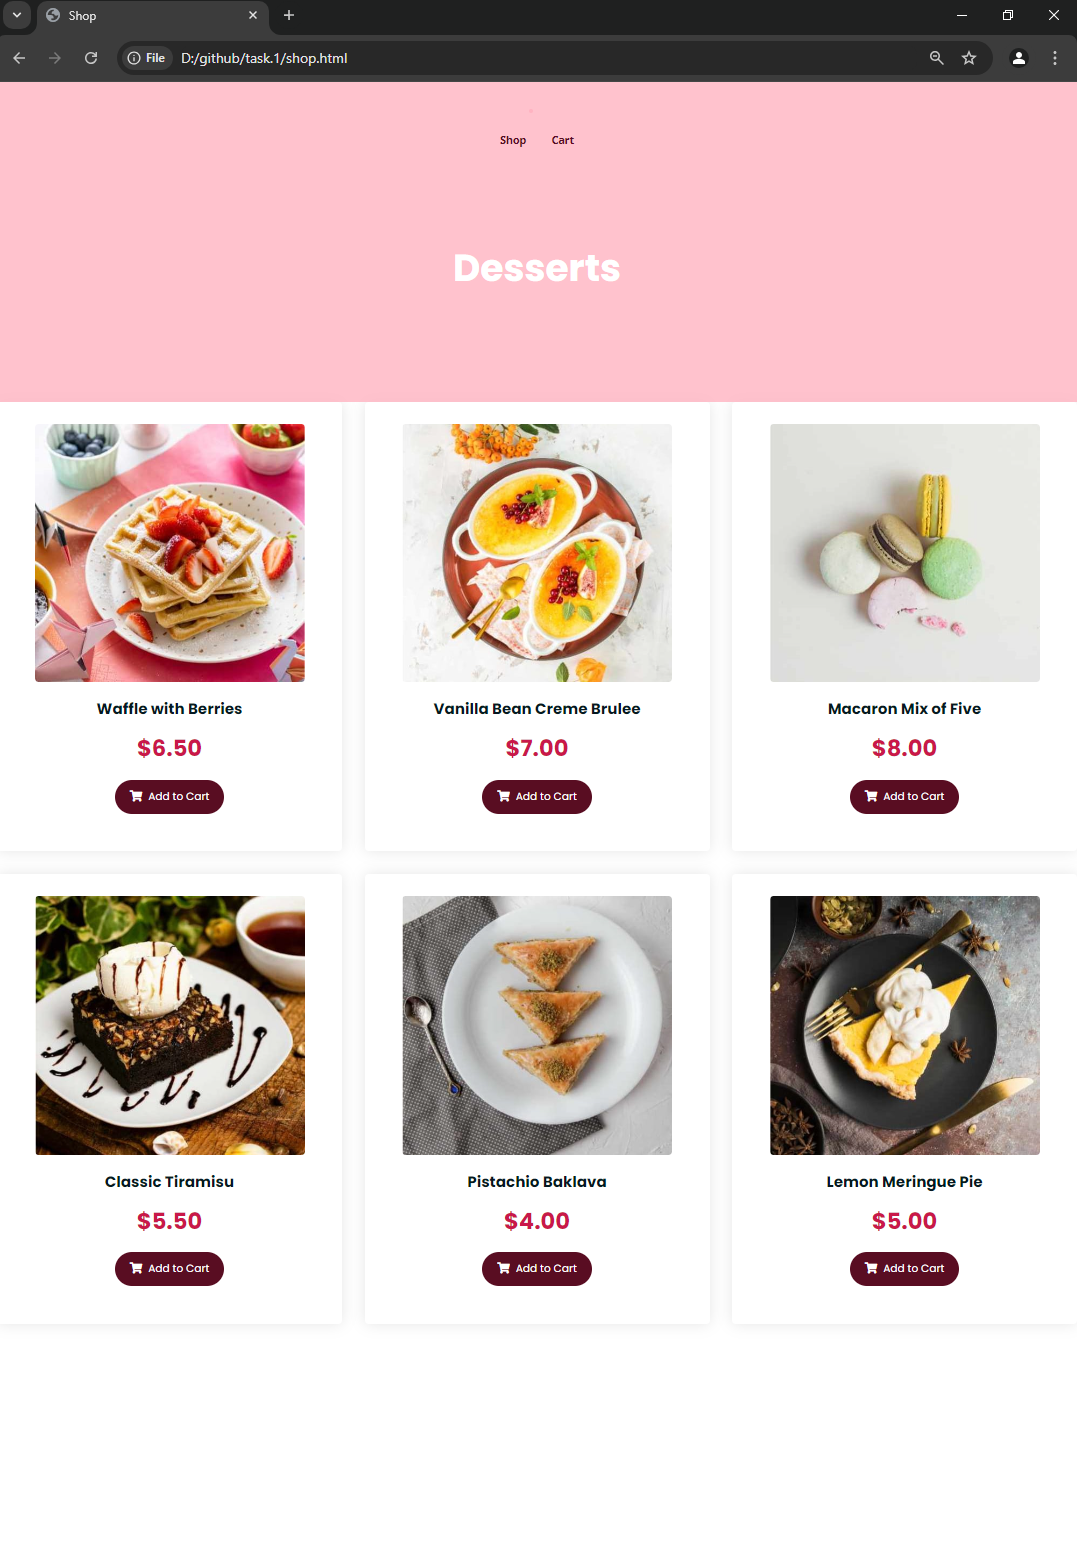 Shop
File D:/github/task.1/shop.html
Shop Cart
Desserts
Waffle with Berries
$6.50
Add to Cart
Vanilla Bean Creme Brulee
$7.00
Add to Cart
Macaron Mix of Five
$8.00
Add to Cart
Classic Tiramisu
$5.50
Add to Cart
Pistachio Baklava
$4.00
Add to Cart
Lemon Meringue Pie
$5.00
Add to Cart